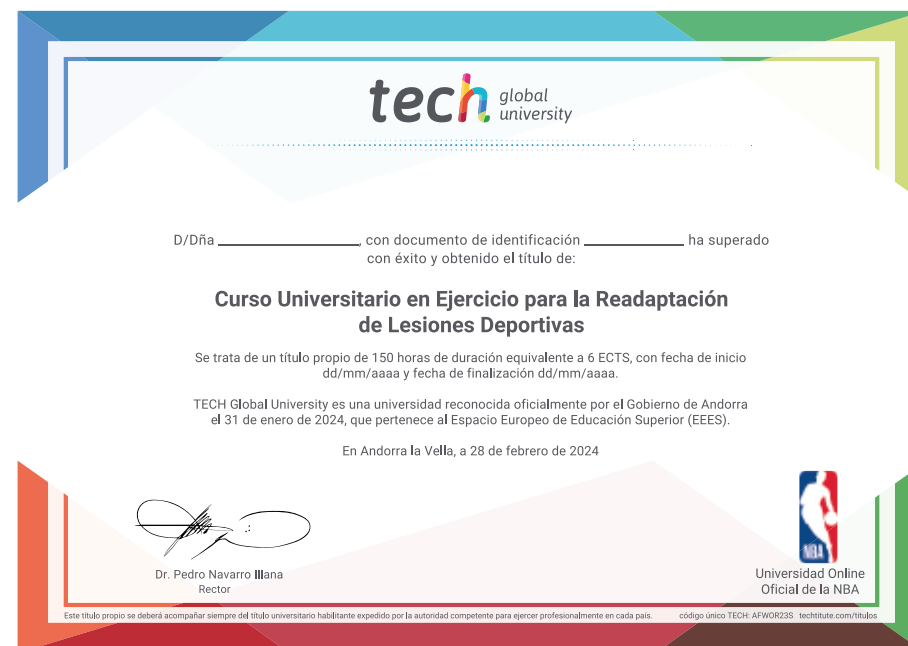 tech global university
D/Dña ____________________, con documento de identificación ______________ ha superado
con éxito y obtenido el título de:
Curso Universitario en Ejercicio para la Readaptación
de Lesiones Deportivas
Se trata de un título propio de 150 horas de duración equivalente a 6 ECTS, con fecha de inicio
dd/mm/aaaa y fecha de finalización dd/mm/aaaa.
TECH Global University es una universidad reconocida oficialmente por el Gobierno de Andorra
el 31 de enero de 2024, que pertenece al Espacio Europeo de Educación Superior (EEES).
En Andorra la Vella, a 28 de febrero de 2024
Dr. Pedro Navarro Illana
Rector
NBA
Universidad Online
Oficial de la NBA
Este título propio se deberá acompañar siempre del título universitario habilitante expedido por la autoridad competente para ejercer profesionalmente en cada país. código único TECH: AFWOR23S techtitute.com/titulos